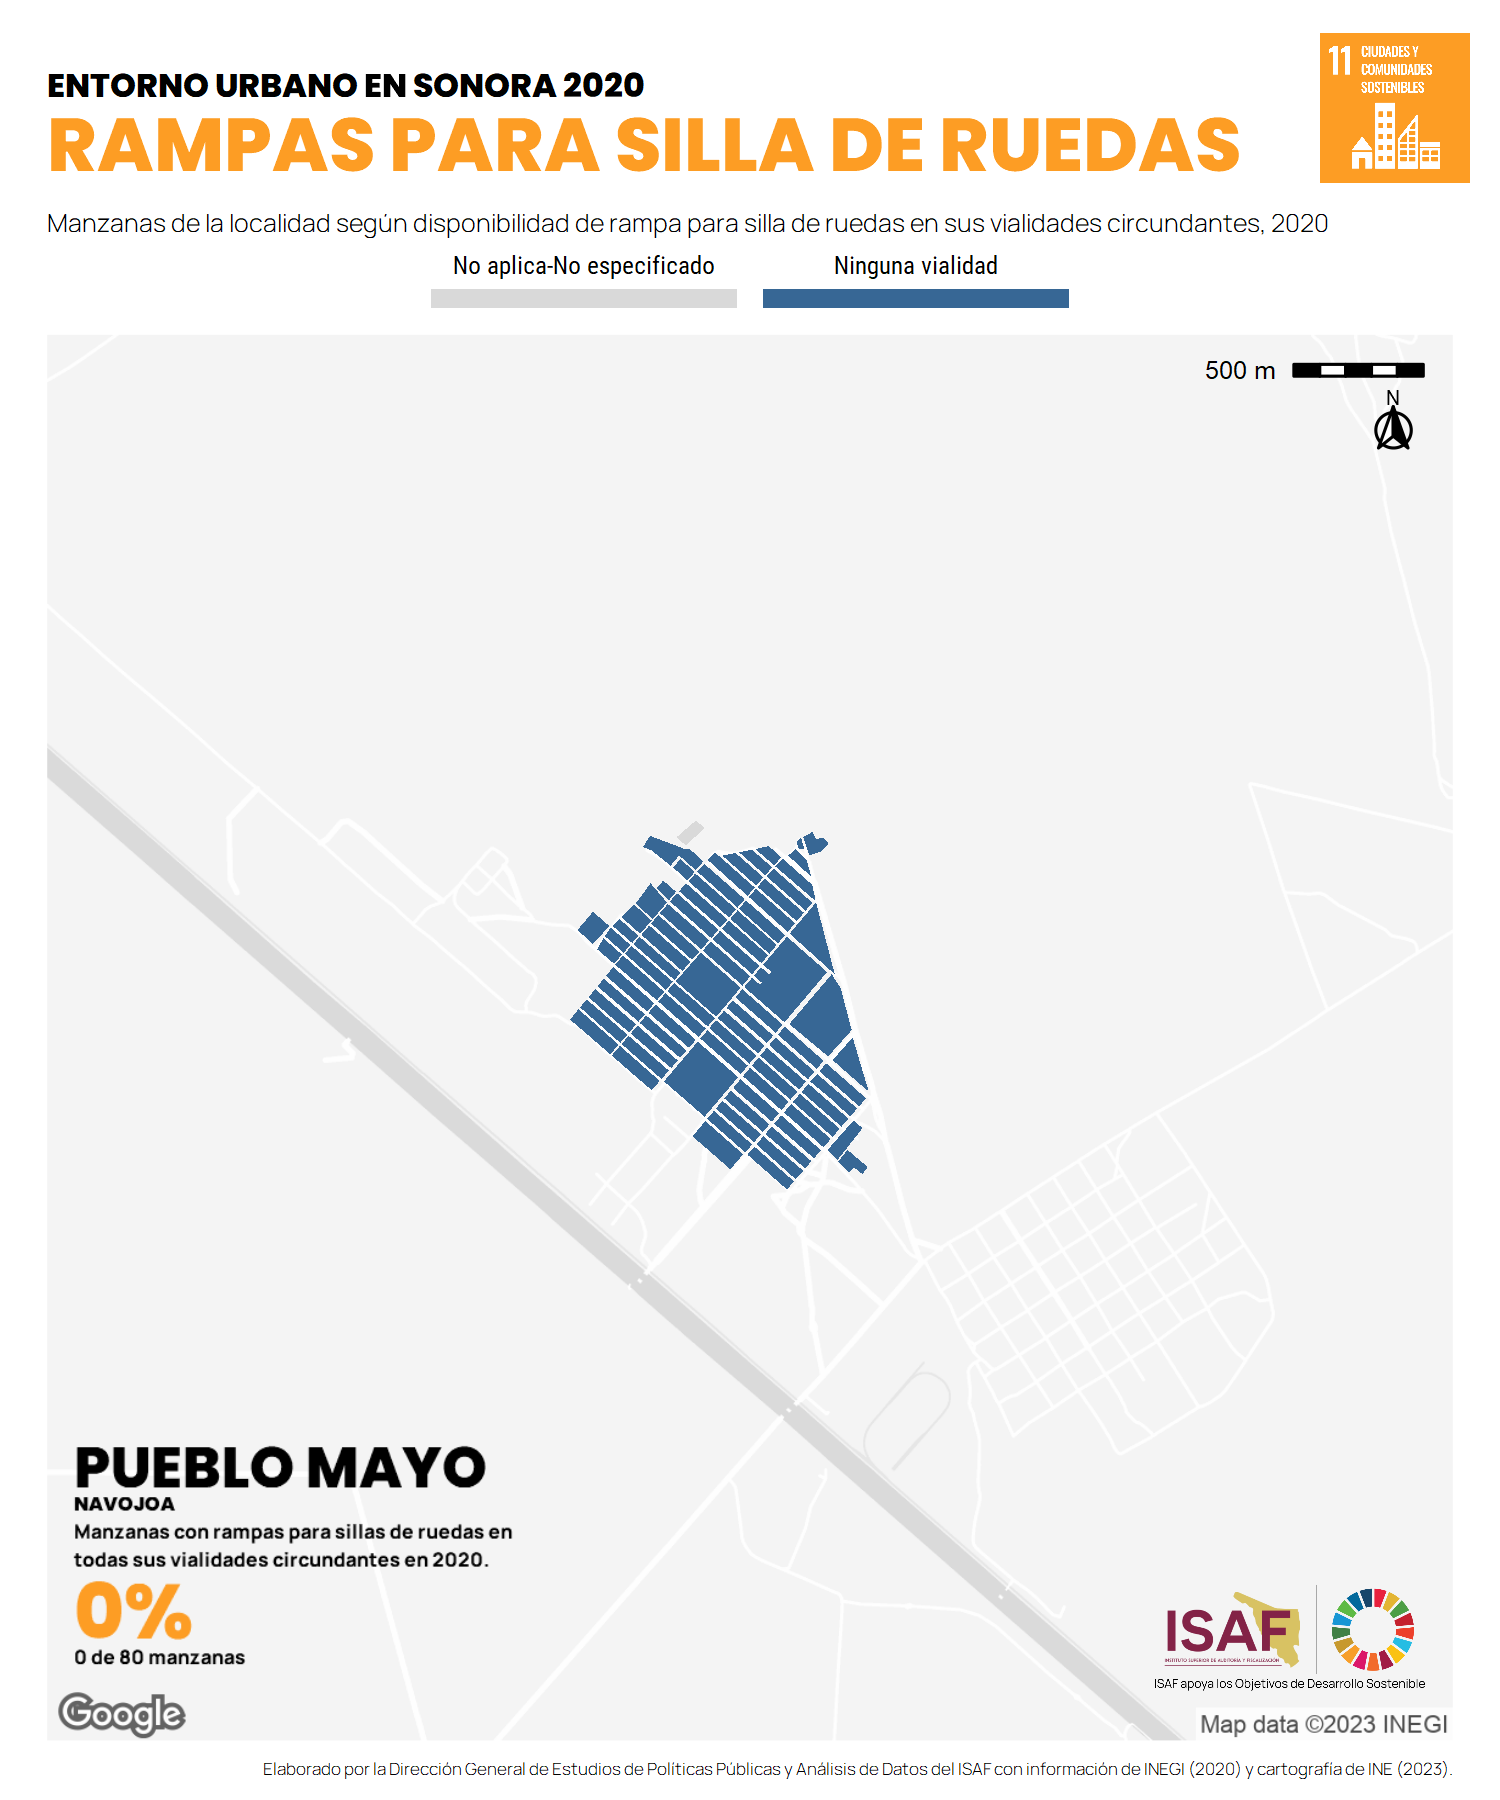 ENTORNO URBANO EN SONORA 2020
RAMPAS PARA SILLA DE RUEDAS
11 CIUDADES Y
COMUNIDADES
SOSTENIBLES
Manzanas de la localidad según disponibilidad de rampa para silla de ruedas en sus vialidades circundantes, 2020
No aplica-No especificado
Ninguna vialidad
500 m
N
PUEBLO MAYO
NAVOJOA
Manzanas con rampas para sillas de ruedas en
todas sus vialidades circundantes en 2020.
0%
0 de 80 manzanas
Google
ISAF
INSTITUTO SUPERIOR DE AUDITORÍA Y FISCALIZACIÓN
ISAF apoya los Objetivos de Desarrollo Sostenible
Map data ©2023 INEGI
Elaborado por la Dirección General de Estudios de Políticas Públicas y Análisis de Datos del ISAF con información de INEGI (2020) y cartografía de INE (2023).